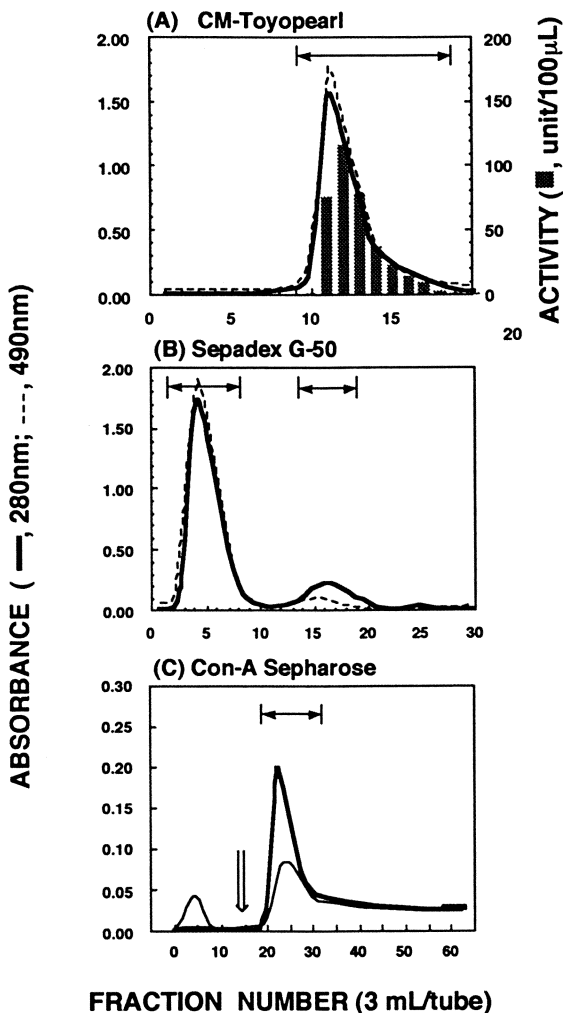 (A) CM-Toyopearl
2.00
1.50
1.00
0.50
0.00
200
150
100
50
0
0 5 10 15 20
ABSORBANCE ( —, 280nm; ---, 490nm)
ACTIVITY ( , unit/100μL)
(B) Sepadex G-50
2.00
1.50
1.00
0.50
0.00
0 5 10 15 20 25 30
(C) Con-A Sepharose
0.30
0.25
0.20
0.15
0.10
0.05
0.00
0 10 20 30 40 50 60
FRACTION NUMBER (3 mL/tube)